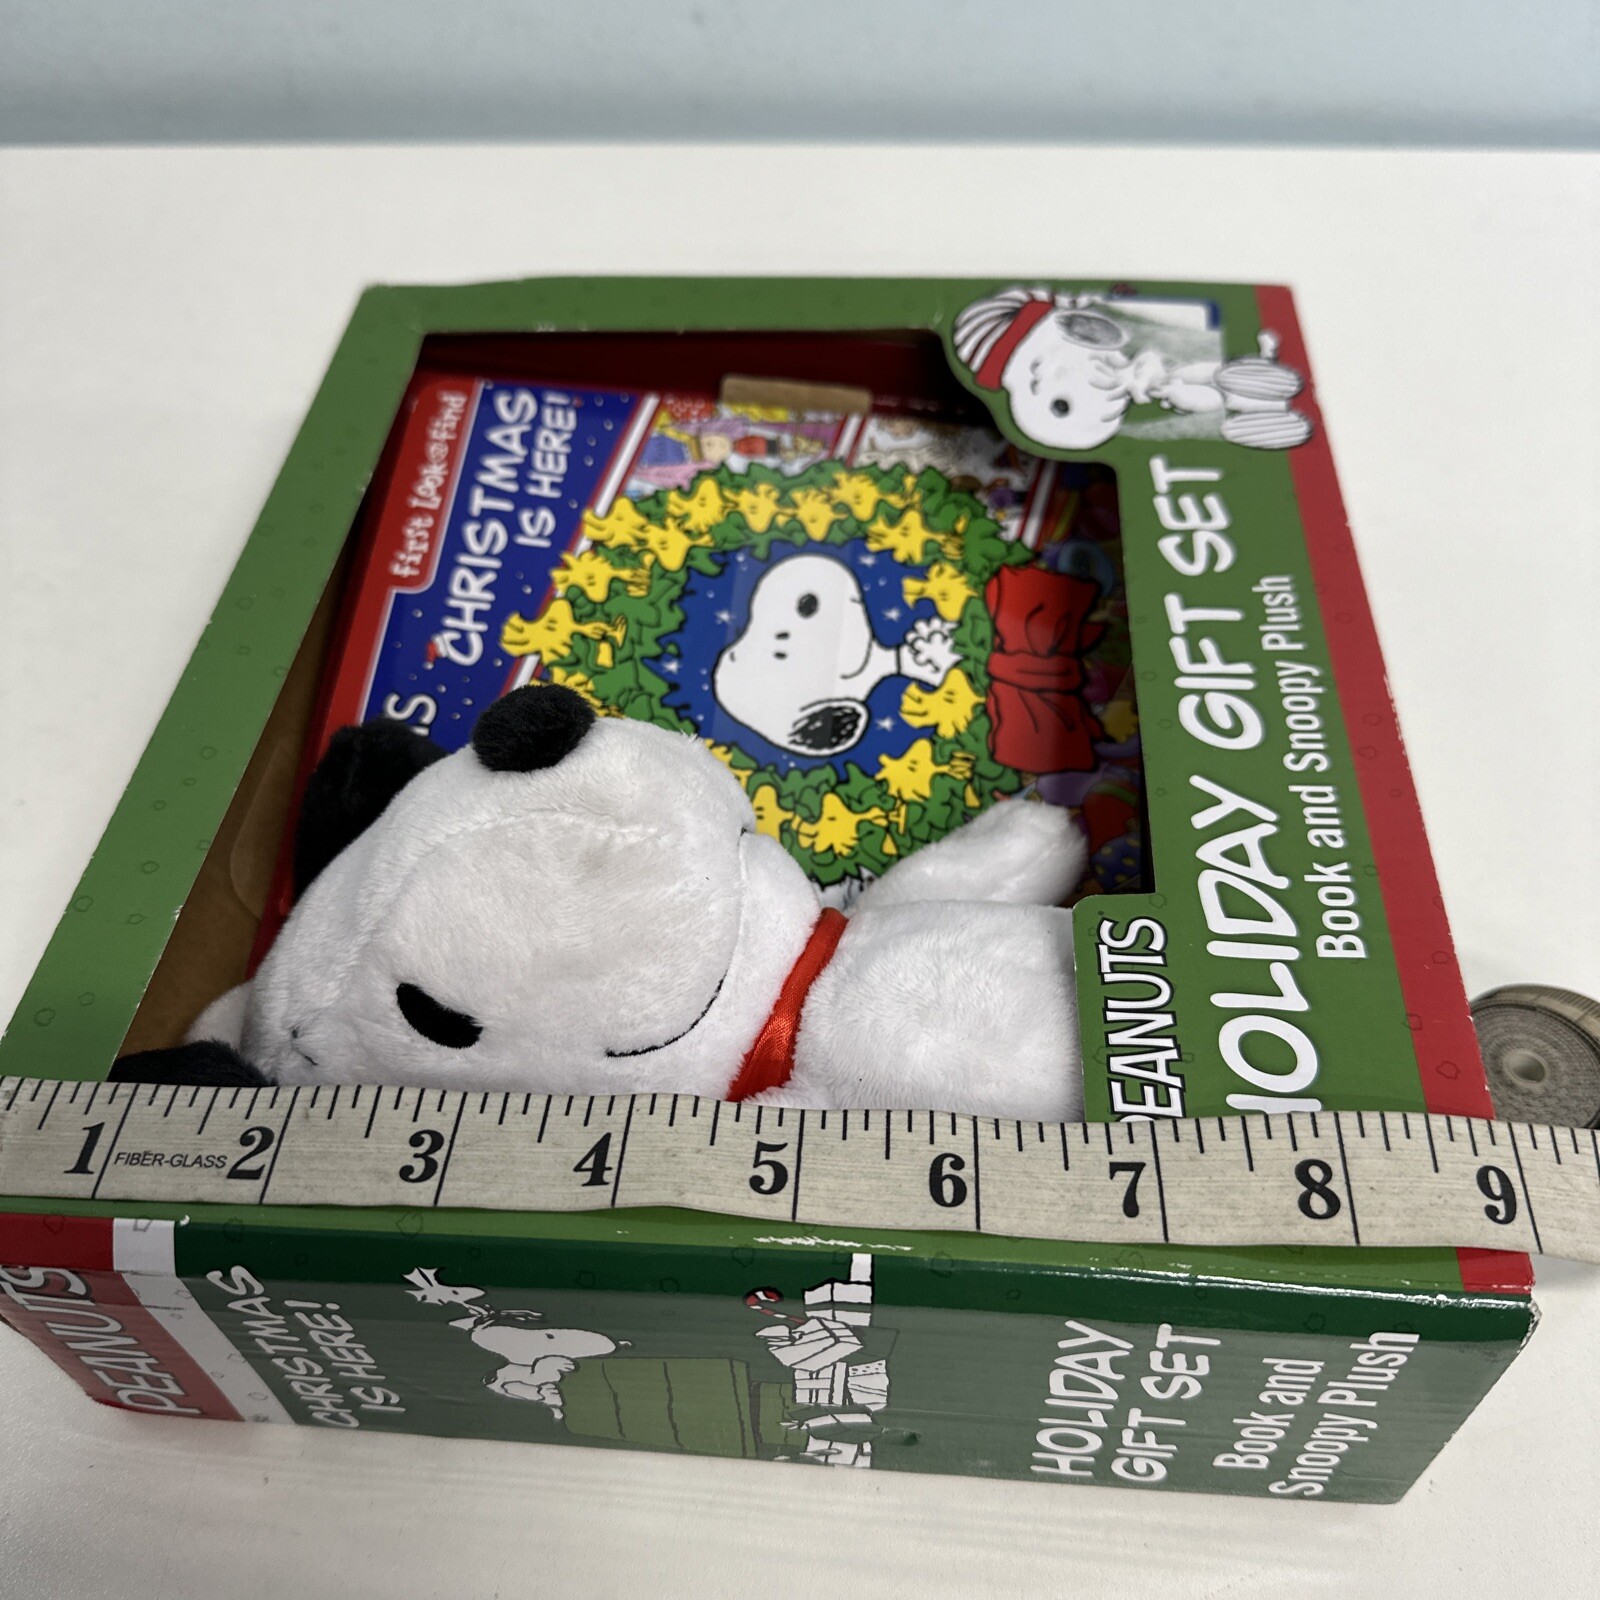 First Look and Find
CHRISTMAS
IS HERE!
PEANUTS
HOLIDAY GIFT SET
Book and Snoopy Plush
1 2 3 4 5 6 7 8 9
FIBER-GLASS
PEANUTS
CHRISTMAS
IS HERE!
HOLIDAY
GIFT SET
Book and
Snoopy Plush